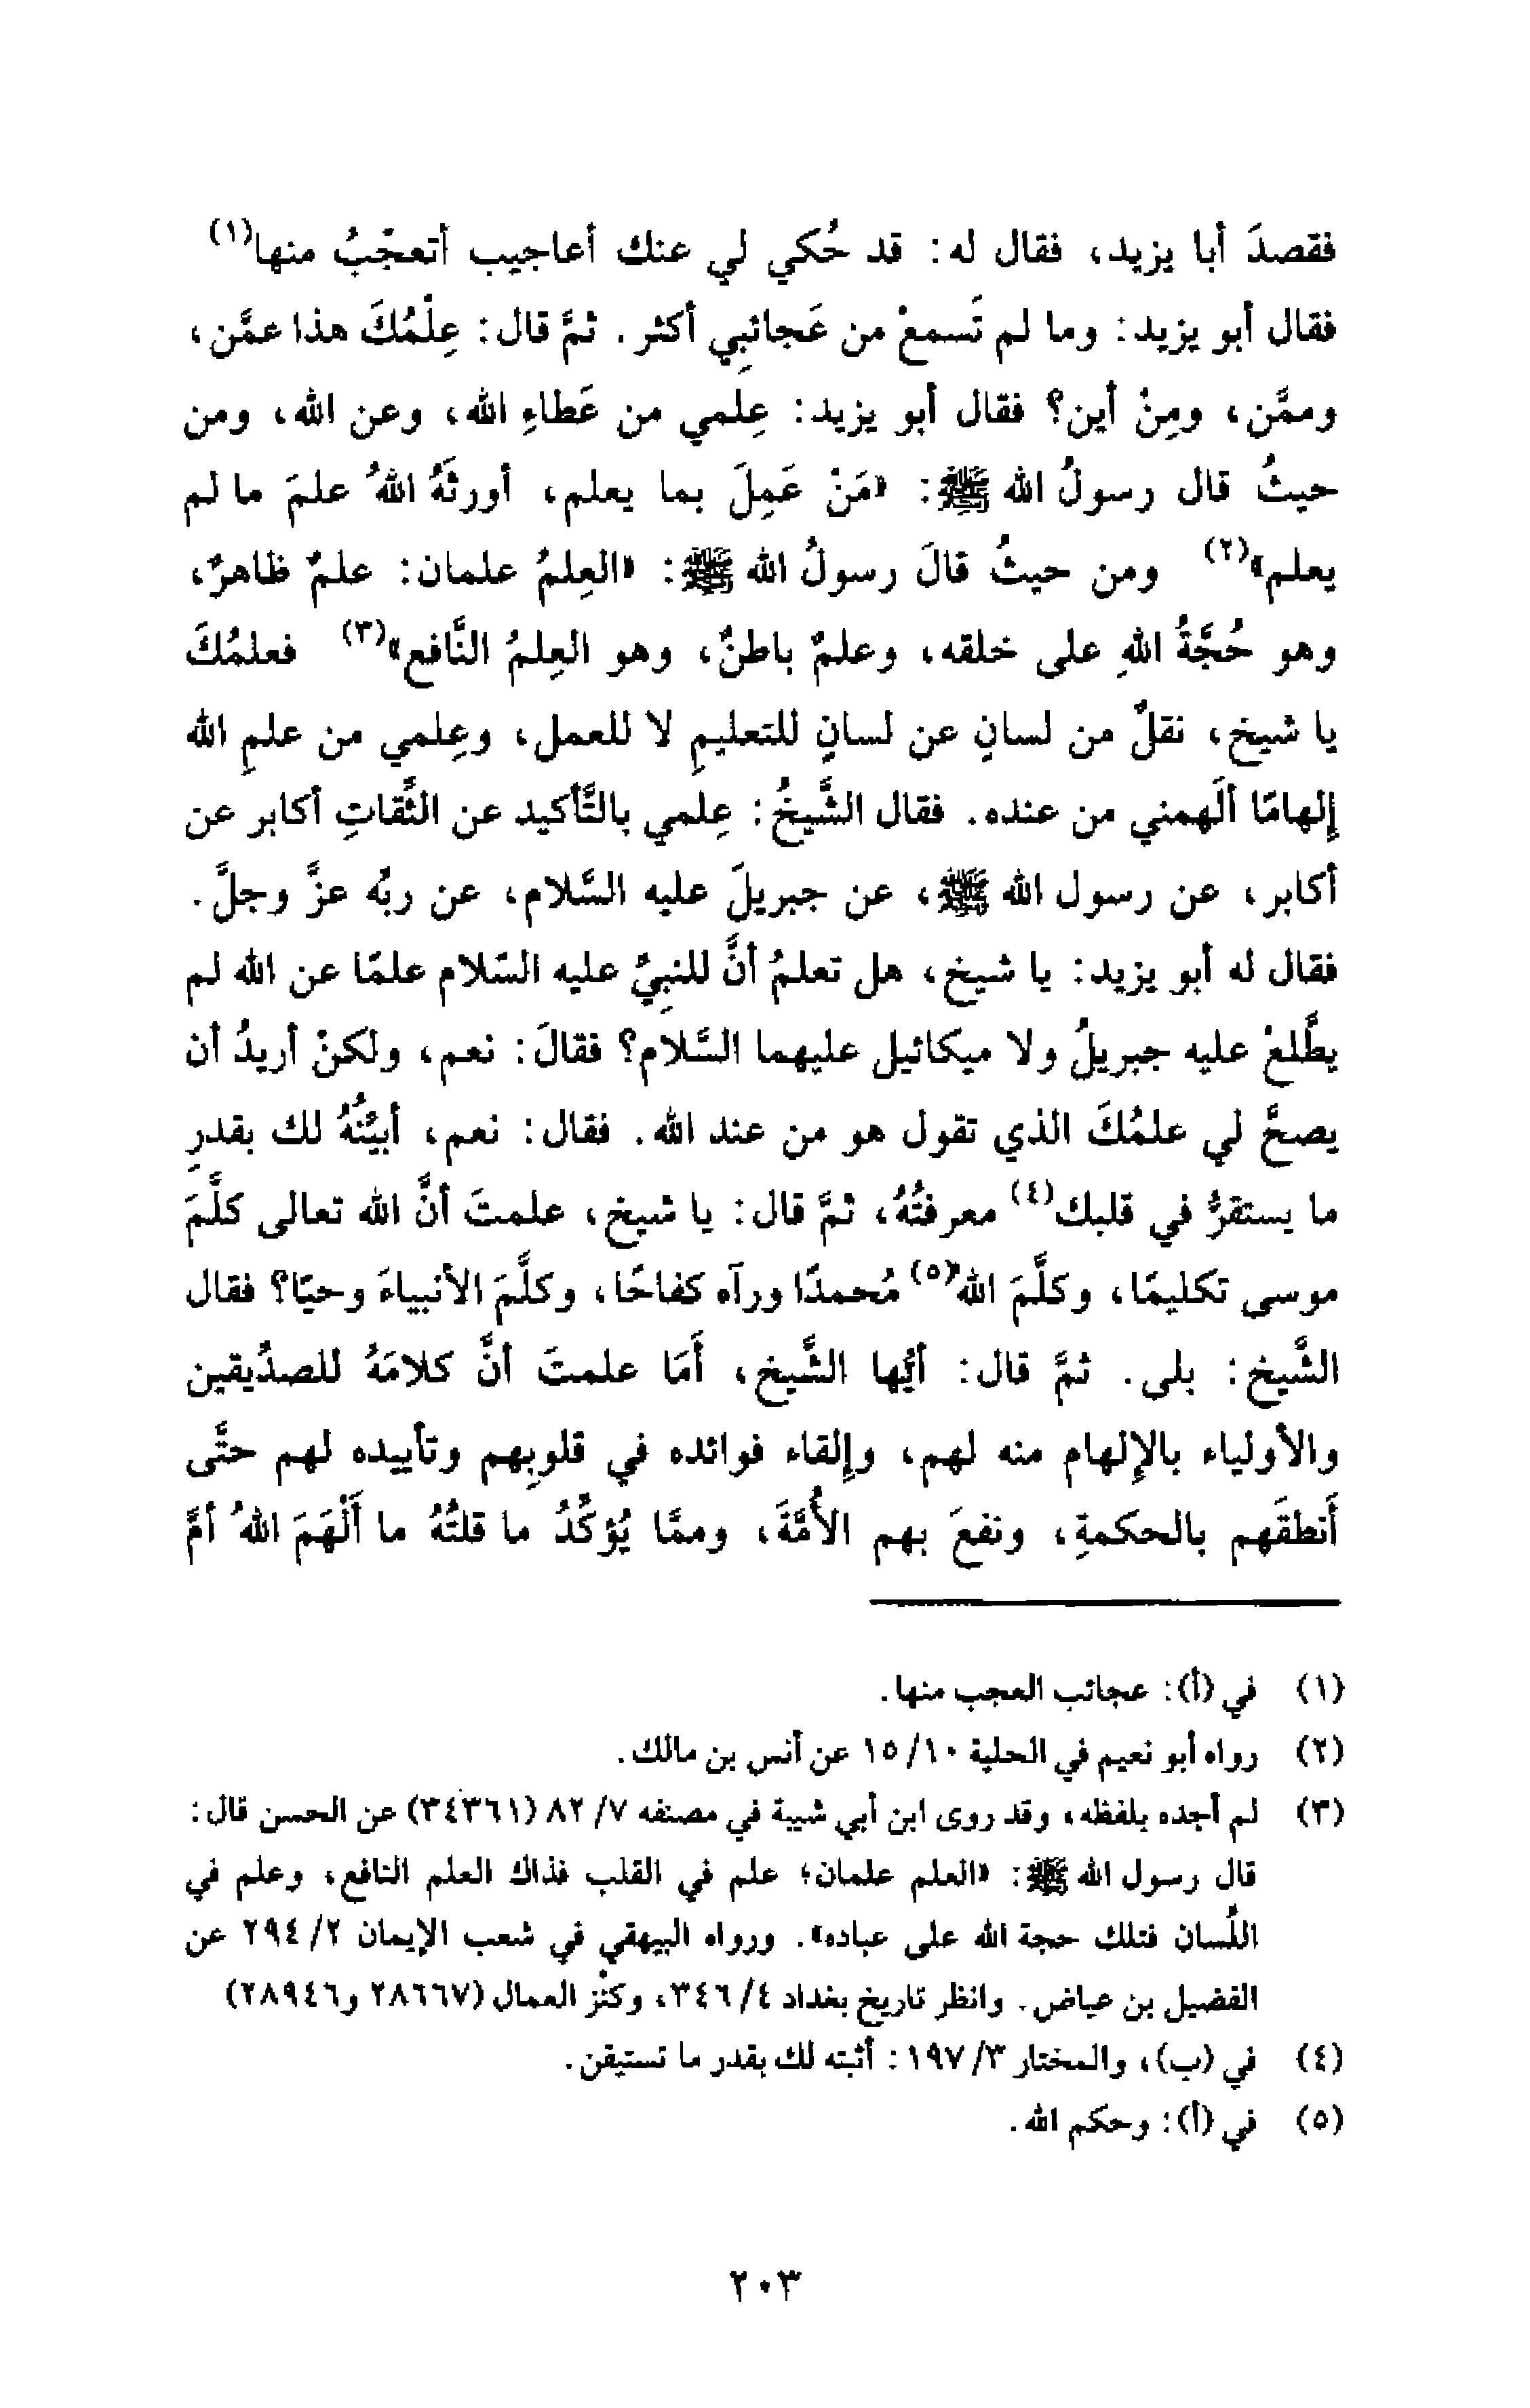 فقصدَ أبا يزيد، فقال له: قد حُكي لي عنك أعاجيب أتعجّبُ منها(١)
فقال أبو يزيد: وما لم تَسمعْ من عَجائبِي أكثر. ثمَّ قال: عِلْمُكَ هذا عمَّن،
وممَّن، ومِنْ أين؟ فقال أبو يزيد: عِلمي من عَطاءِ الله، وعن الله، ومن
حيثُ قال رسولُ الله ﷺ: «مَنْ عَمِلَ بما يعلم، أورثَهُ اللهُ علمَ ما لم
يعلم»(٢) ومن حيثُ قالَ رسولُ الله ﷺ: «العِلمُ علمان: علمٌ ظاهرٌ،
وهو حُجَّةُ اللهِ على خلقه، وعلمٌ باطنٌ، وهو العِلمُ النَّافع»(٣) فعلمُكَ
يا شيخ، نقلٌ من لسانٍ عن لسانٍ للتعليمِ لا للعمل، وعِلمي من علمِ الله
إلهامًا ألَهمني من عنده. فقال الشَّيخُ: عِلمي بالتَّأكيد عن الثِّقاتِ أكابر عن
أكابر، عن رسول الله ﷺ، عن جبريلَ عليه السَّلام، عن ربِّه عزَّ وجلَّ.
فقال له أبو يزيد: يا شيخ، هل تعلمُ أنَّ للنبِيِّ عليه السّلام علمًا عن الله لم
يطَّلعْ عليه جبريلُ ولا ميكائيل عليهما السَّلام؟ فقالَ: نعم، ولكنْ أريدُ أن
يصحَّ لي علمُكَ الذي تقول هو من عند الله. فقال: نعم، أبيّنُهُ لك بقدرِ
ما يستقرُّ في قلبك(٤) معرفتُهُ، ثمَّ قال: يا شيخ، علمتَ أنَّ الله تعالى كلَّمَ
موسى تكليمًا، وكلَّمَ الله(٥) مُحمدًا ورآه كفاحًا، وكلَّمَ الأنبياءَ وحيًا؟ فقال
الشَّيخ: بلى. ثمَّ قال: أيُّها الشَّيخ، أَمَا علمتَ أنَّ كلامَهُ للصدِّيقين
والأولياء بالإلهام منه لهم، وإلقاء فوائده في قلوبِهم وتأييده لهم حتَّى
أَنطقَهم بالحكمةِ، ونفعَ بهم الأُمَّةَ، وممَّا يُؤكِّدُ ما قلتُهُ ما أَلْهَمَ اللهُ أمَّ
(١) في (أ): عجائب العجب منها.
(٢) رواه أبو نعيم في الحلية ١٠/ ١٥ عن أنس بن مالك.
(٣) لم أجده بلفظه، وقد روى ابن أبي شيبة في مصنفه ٧/ ٨٢ (٣٤٣٦١) عن الحسن قال:
قال رسول الله ﷺ: «العلم علمان؛ علم في القلب فذاك العلم النافع، وعلم في
اللِّسان فتلك حجة الله على عباده». ورواه البيهقي في شعب الإيمان ٢/ ٢٩٤ عن
الفضيل بن عياض. وانظر تاريخ بغداد ٤/ ٣٤٦، وكنْز العمال (٢٨٦٦٧ و٢٨٩٤٦)
(٤) في (ب)، والمختار ٣/ ١٩٧: أثبته لك بقدر ما تستيقن.
(٥) في (أ): وحكم الله.
٢٠٣